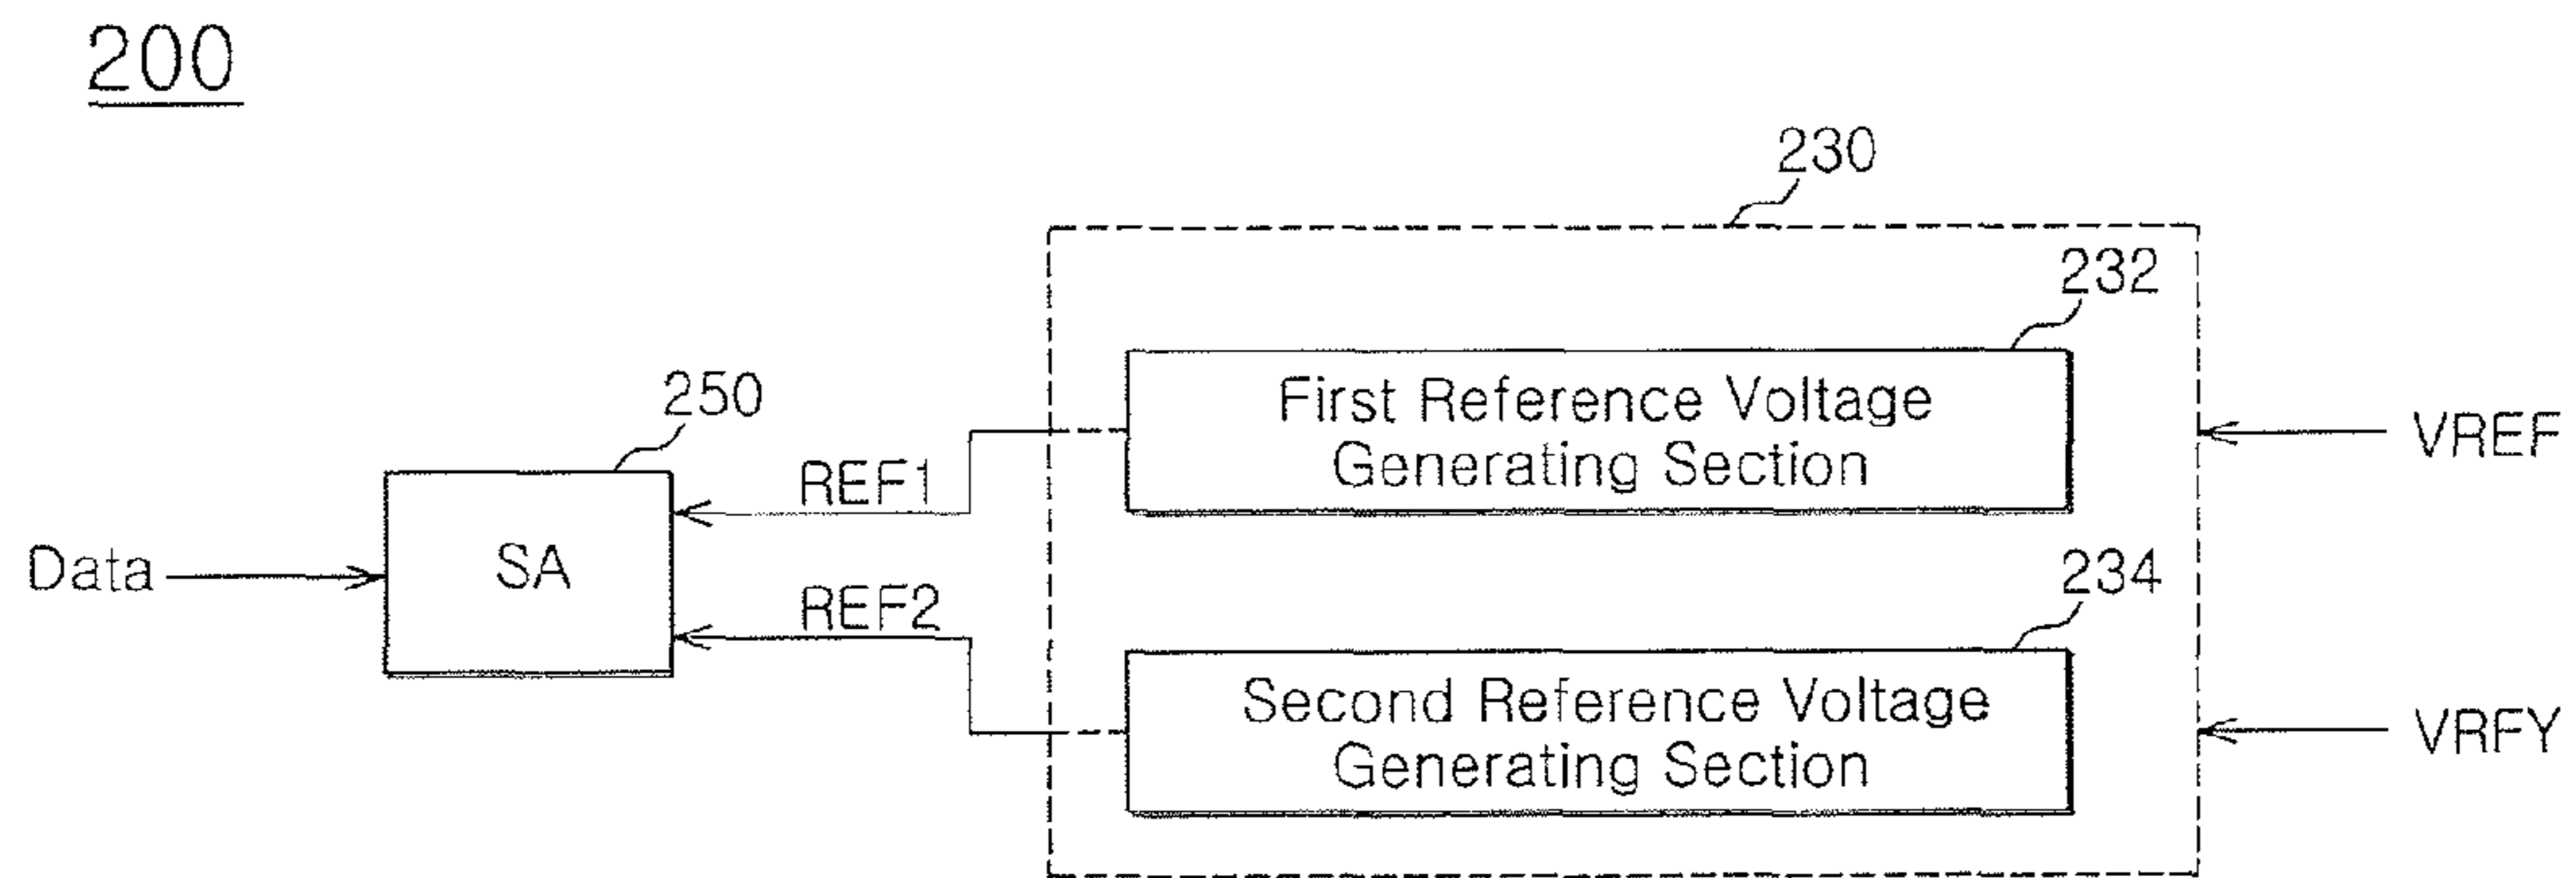 200
230
232
First Reference Voltage
Generating Section
VREF
250
REF1
SA
Data
REF2
234
Second Reference Voltage
Generating Section
VRFY